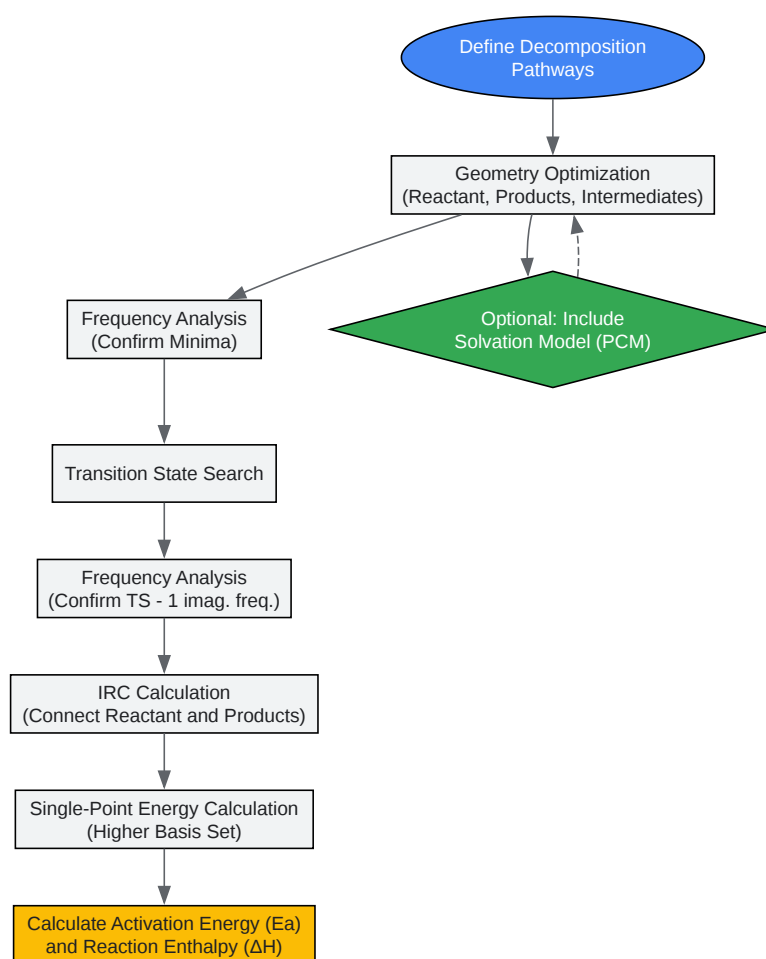 Define Decomposition
Pathways
Geometry Optimization
(Reactant, Products, Intermediates)
Optional: Include
Solvation Model (PCM)
Frequency Analysis
(Confirm Minima)
Transition State Search
Frequency Analysis
(Confirm TS - 1 imag. freq.)
IRC Calculation
(Connect Reactant and Products)
Single-Point Energy Calculation
(Higher Basis Set)
Calculate Activation Energy (Ea)
and Reaction Enthalpy (ΔH)